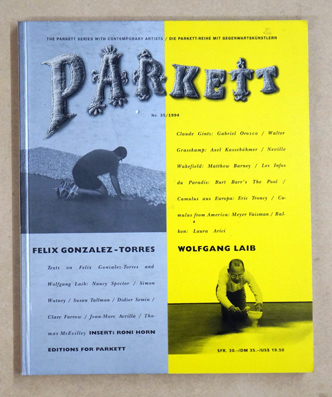 THE PARKETT SERIES WITH CONTEMPORARY ARTISTS / DIE PARKETT-REIHE MIT GEGENWARTSKÜNSTLERN
PARKETT
Nr. 39/1994
Claude Gintz: Gabriel Orozco / Walter
Grasskamp: Axel Kasseböhmer / Neville
Wakefield: Matthew Barney / Les Infos
du Paradis: Burt Barr's The Pool /
Cumulus aus Europa: Eric Troncy / Cu-
mulus from America: Meyer Vaisman / Bal-
kon: Laura Arici
FELIX GONZALEZ-TORRES
Texts on Felix Gonzalez-Torres and
Wolfgang Laib: Nancy Spector / Simon
Watney / Susan Tallman / Didier Semin /
Clare Farrow / Jean-Marc Avrilla / Tho-
mas McEvilley INSERT: RONI HORN
EDITIONS FOR PARKETT
WOLFGANG LAIB
SFR. 30.–/DM 35.–/US$ 19.50